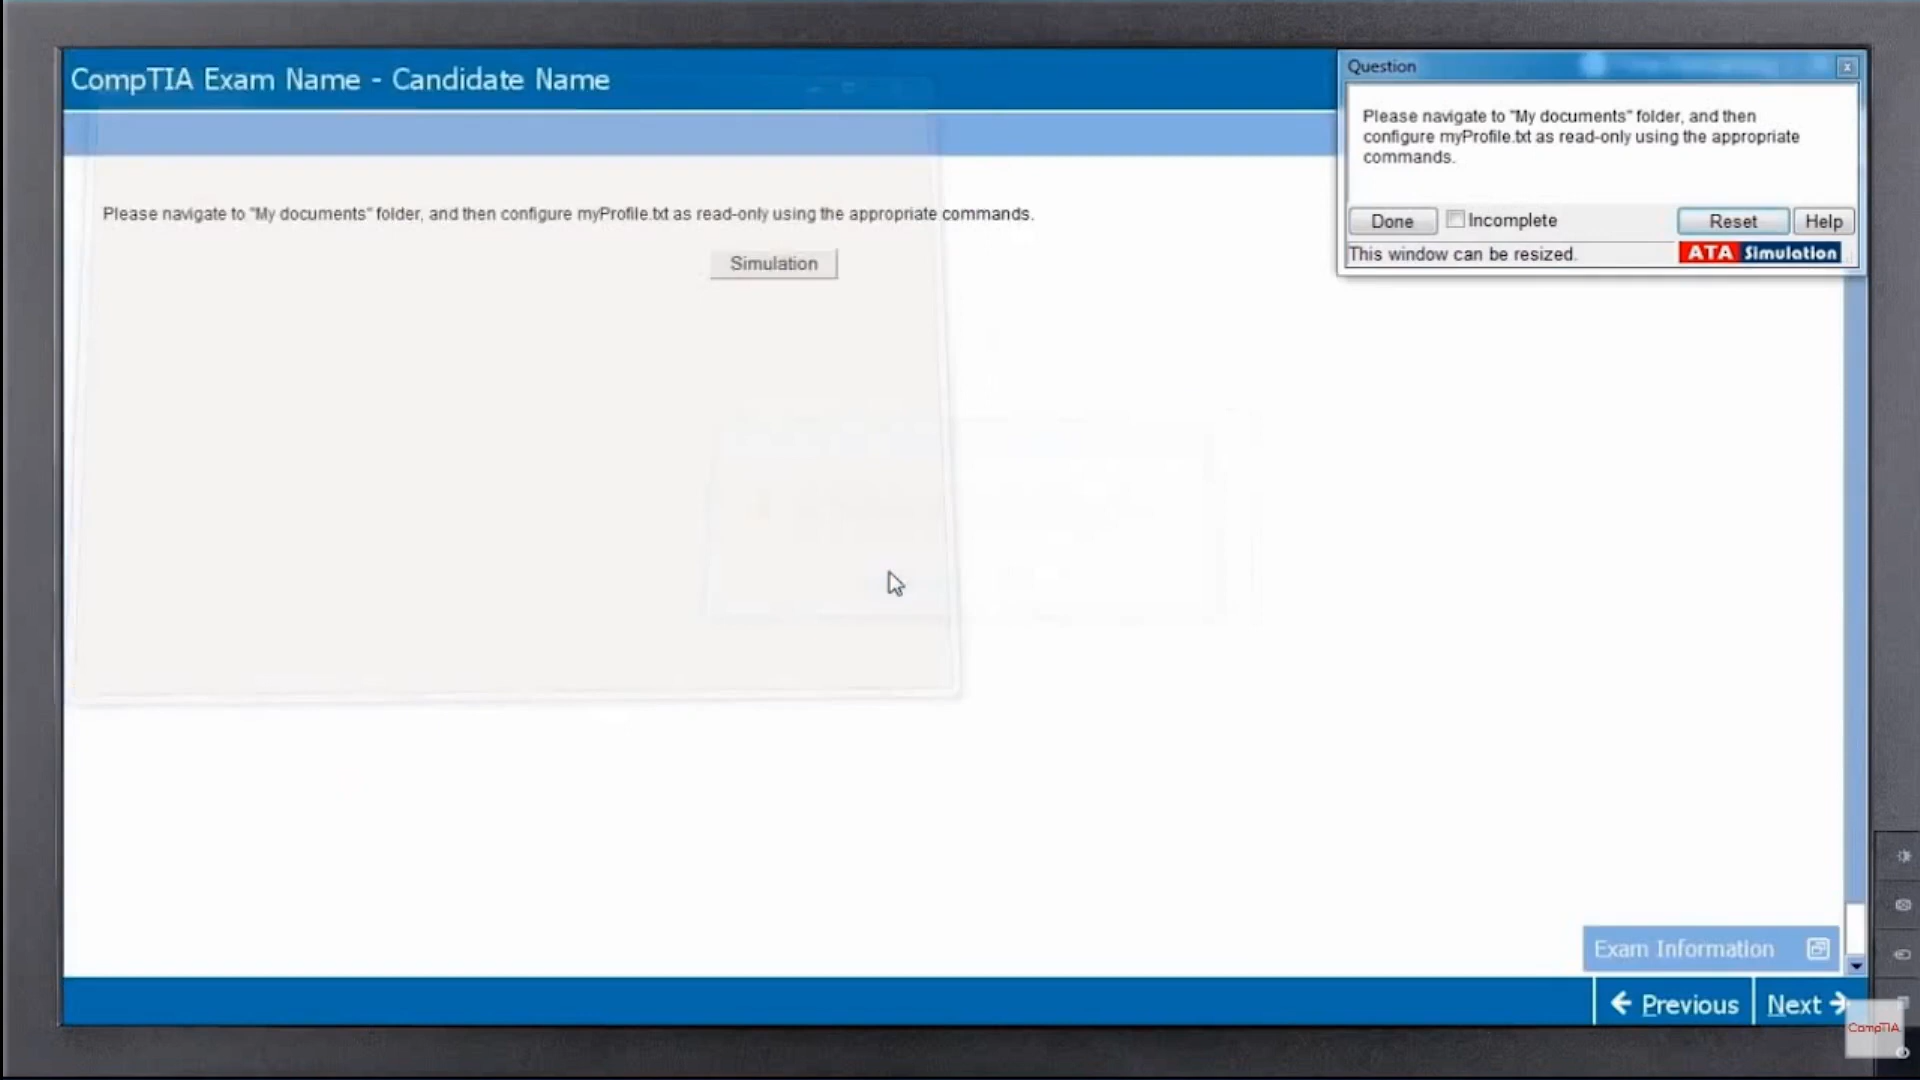 CompTIA Exam Name - Candidate Name
Question
Please navigate to "My documents" folder, and then
configure myProfile.txt as read-only using the appropriate
commands.
Done
Incomplete
Reset
Help
This window can be resized.
ATA Simulation
Please navigate to "My documents" folder, and then configure myProfile.txt as read-only using the appropriate commands.
Simulation
Exam Information
Previous
Next
CompTIA.